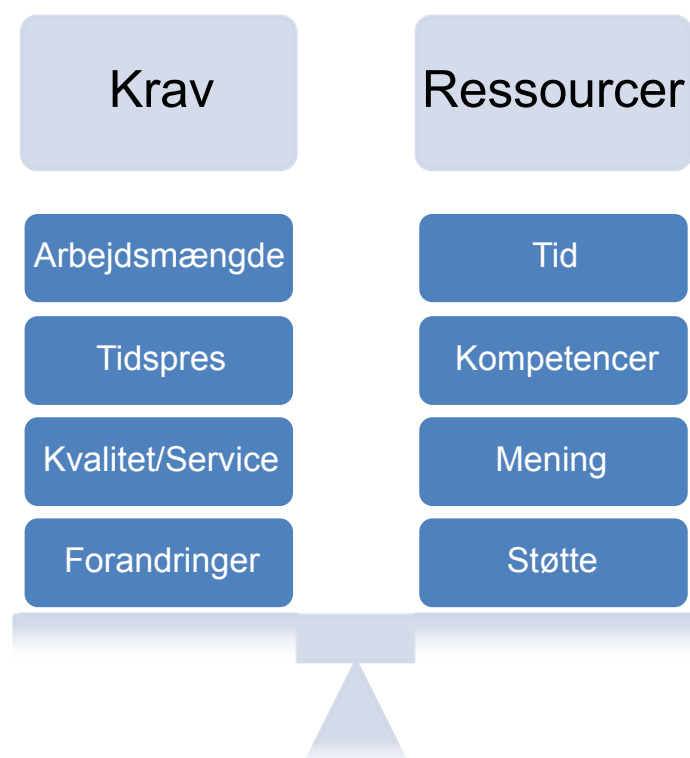 Krav
Ressourcer
Arbejdsmængde
Tid
Tidspres
Kompetencer
Kvalitet/Service
Mening
Forandringer
Støtte